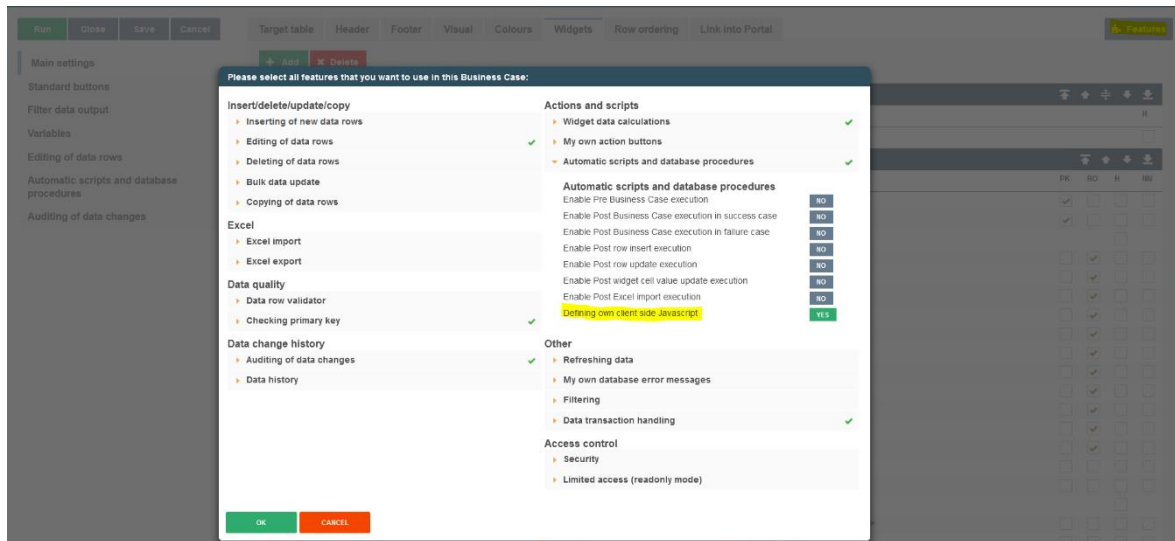 Run Close Save Cancel Target table Header Footer Visual Colours Widgets Row ordering Link into Portal Features
Main settings
Standard buttons
Filter data output
Variables
Editing of data rows
Automatic scripts and database
procedures
Auditing of data changes
+ Add ✖ Delete
H
PK RO H
Please select all features that you want to use in this Business Case:
Insert/delete/update/copy
Inserting of new data rows
Editing of data rows
Deleting of data rows
Bulk data update
Copying of data rows
Excel
Excel import
Excel export
Data quality
Data row validator
Checking primary key
Data change history
Auditing of data changes
Data history
Actions and scripts
Widget data calculations
My own action buttons
Automatic scripts and database procedures
Automatic scripts and database procedures
Enable Pre Business Case execution NO
Enable Post Business Case execution in success case NO
Enable Post Business Case execution in failure case NO
Enable Post row insert execution NO
Enable Post row update execution NO
Enable Post widget cell value update execution NO
Enable Post Excel import execution NO
Defining own client side Javascript YES
Other
Refreshing data
My own database error messages
Filtering
Data transaction handling
Access control
Security
Limited access (readonly mode)
OK CANCEL